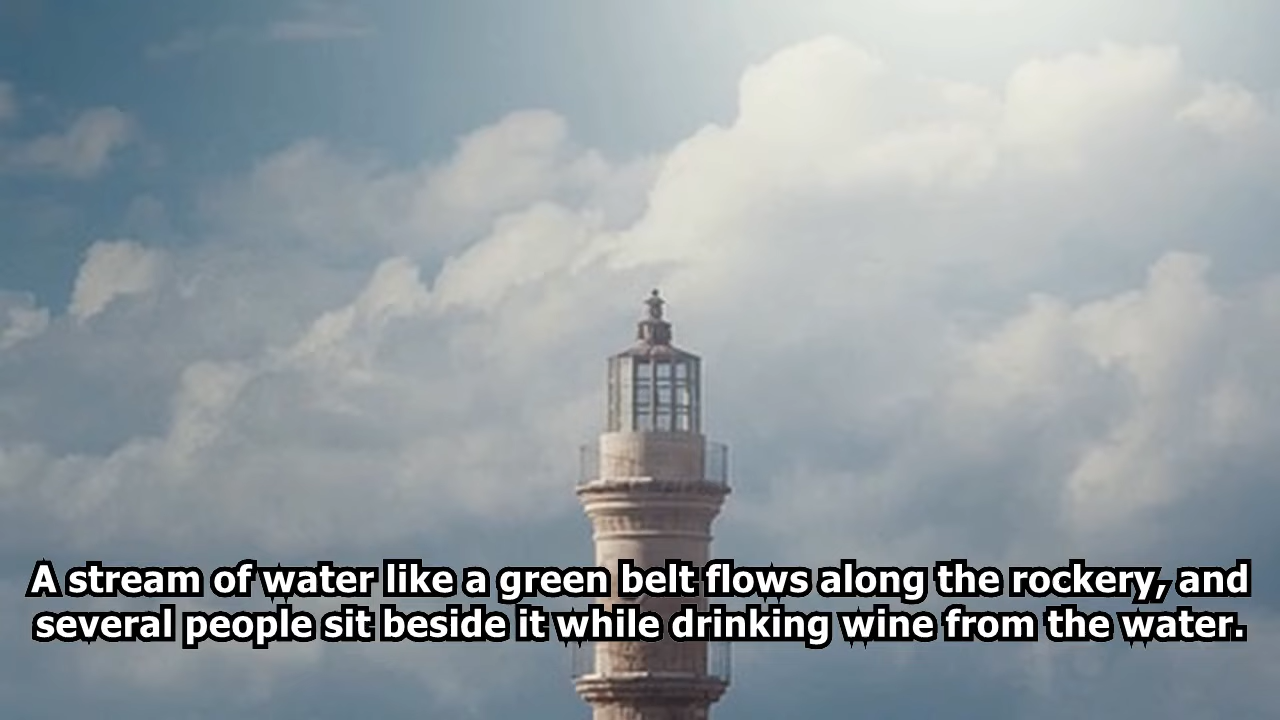 A stream of water like a green belt flows along the rockery, and
several people sit beside it while drinking wine from the water.